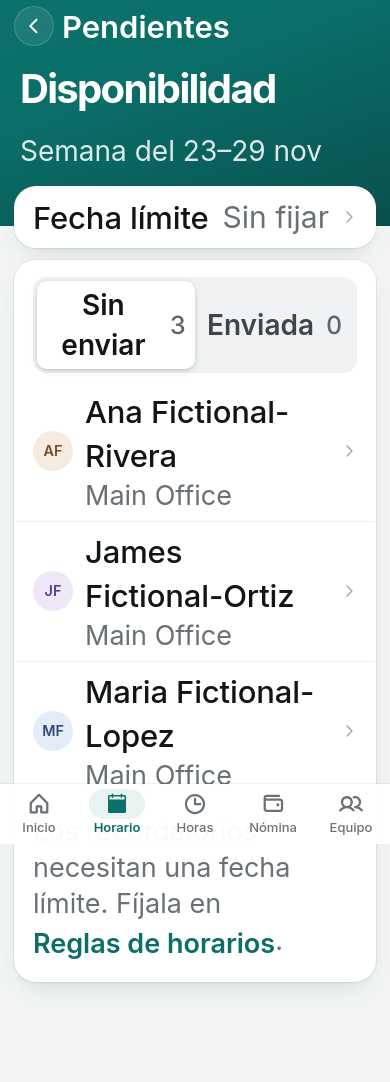 Pendientes
Disponibilidad
Semana del 23–29 nov
Fecha límite Sin fijar
Sin enviar 3 Enviada 0
AF Ana Fictional-Rivera
Main Office
JF James Fictional-Ortiz
Main Office
MF Maria Fictional-Lopez
Main Office
Inicio Horario Horas Nómina Equipo
necesitan una fecha
límite. Fíjala en
Reglas de horarios.